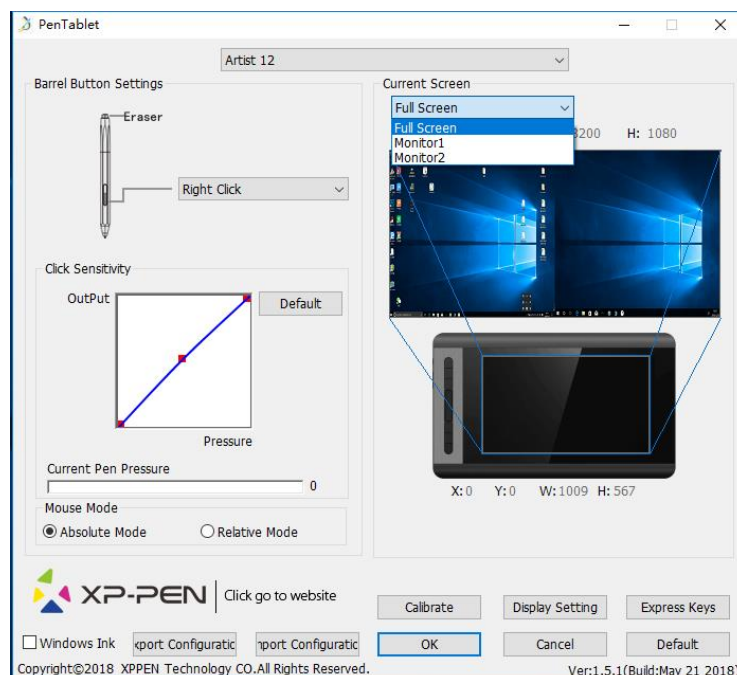 PenTablet
Artist 12
Barrel Button Settings
Eraser
Right Click
Click Sensitivity
OutPut
Default
Pressure
Current Pen Pressure
0
Mouse Mode
Absolute Mode
Relative Mode
Current Screen
Full Screen
Full Screen
Monitor1
Monitor2
3200 H: 1080
X: 0 Y: 0 W: 1009 H: 567
XP-PEN
Click go to website
Calibrate
Display Setting
Express Keys
Windows Ink
xport Configuratic
nport Configuratic
OK
Cancel
Default
Copyright©2018 XPPEN Technology CO.All Rights Reserved.
Ver:1.5.1(Build:May 21 2018)